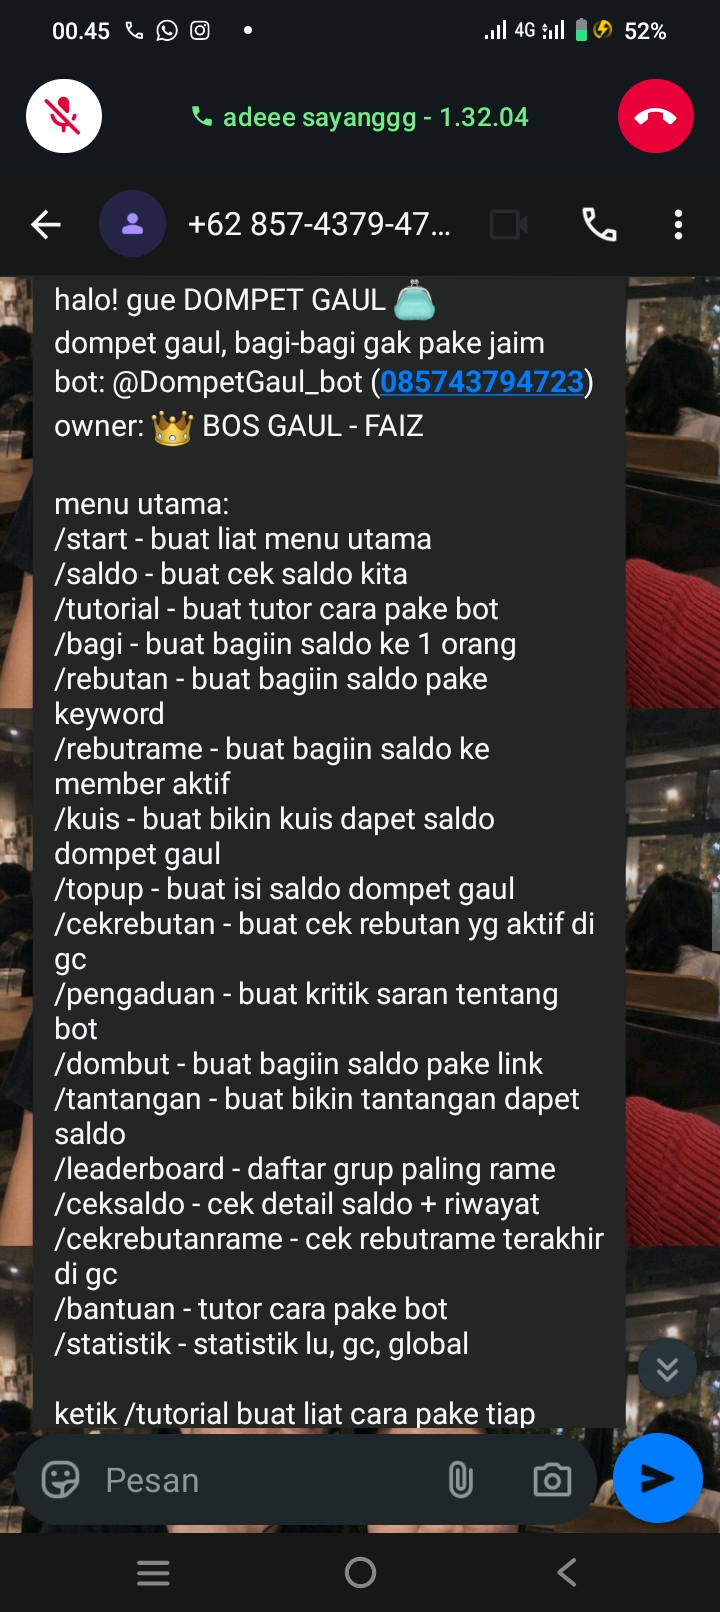 00.45
4G
52%
adeee sayanggg - 1.32.04
+62 857-4379-47...
halo! gue DOMPET GAUL 👛
dompet gaul, bagi-bagi gak pake jaim
bot: @DompetGaul_bot (085743794723)
owner: 👑 BOS GAUL - FAIZ
menu utama:
/start - buat liat menu utama
/saldo - buat cek saldo kita
/tutorial - buat tutor cara pake bot
/bagi - buat bagiin saldo ke 1 orang
/rebutan - buat bagiin saldo pake
keyword
/rebutrame - buat bagiin saldo ke
member aktif
/kuis - buat bikin kuis dapet saldo
dompet gaul
/topup - buat isi saldo dompet gaul
/cekrebutan - buat cek rebutan yg aktif di
gc
/pengaduan - buat kritik saran tentang
bot
/dombut - buat bagiin saldo pake link
/tantangan - buat bikin tantangan dapet
saldo
/leaderboard - daftar grup paling rame
/ceksaldo - cek detail saldo + riwayat
/cekrebutanrame - cek rebutrame terakhir
di gc
/bantuan - tutor cara pake bot
/statistik - statistik lu, gc, global
ketik /tutorial buat liat cara pake tiap
Pesan